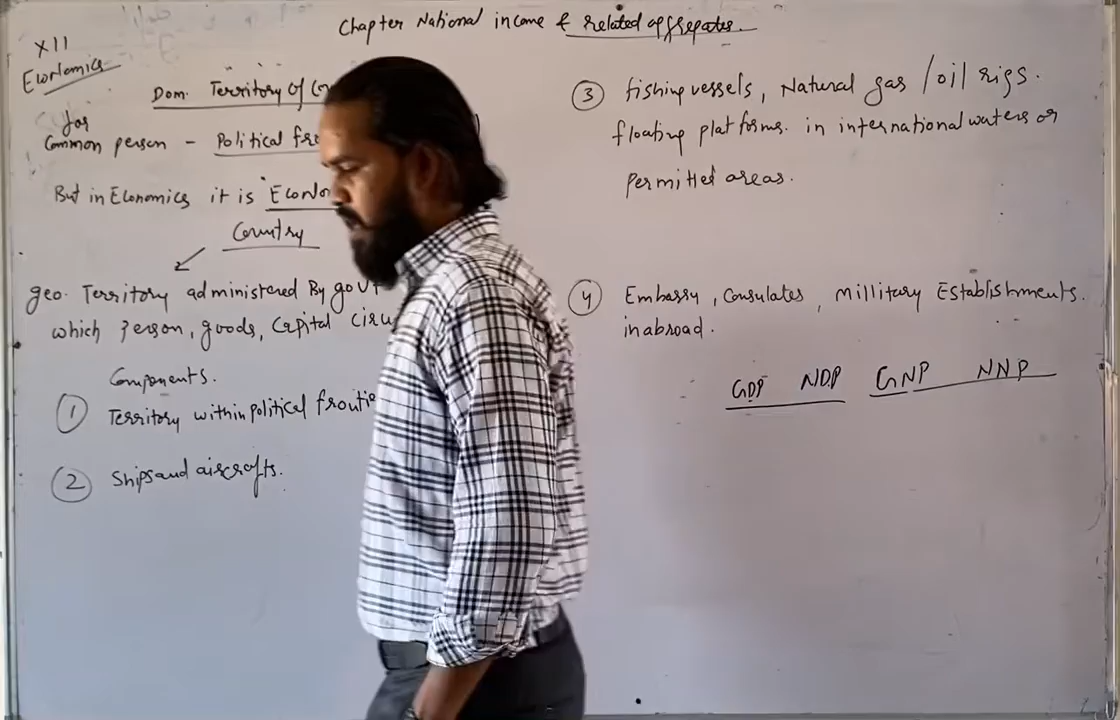 Chapter National income & related aggregates.
XII
Economics
Dom. Territory Of
for
Common person - Political
But in Economics it is "Econo
Country
geo. Territory administered By govt
which person, goods, Capital circu
Components.
1 Territory within political frontie
2 Ships and aircrafts.
3 fishing vessels, Natural gas / oil rigs.
floating platforms. in international waters or
Permitted areas.
4 Embassy, Consulates, Millitary Establishments.
in abroad.
GDP NDP GNP NNP